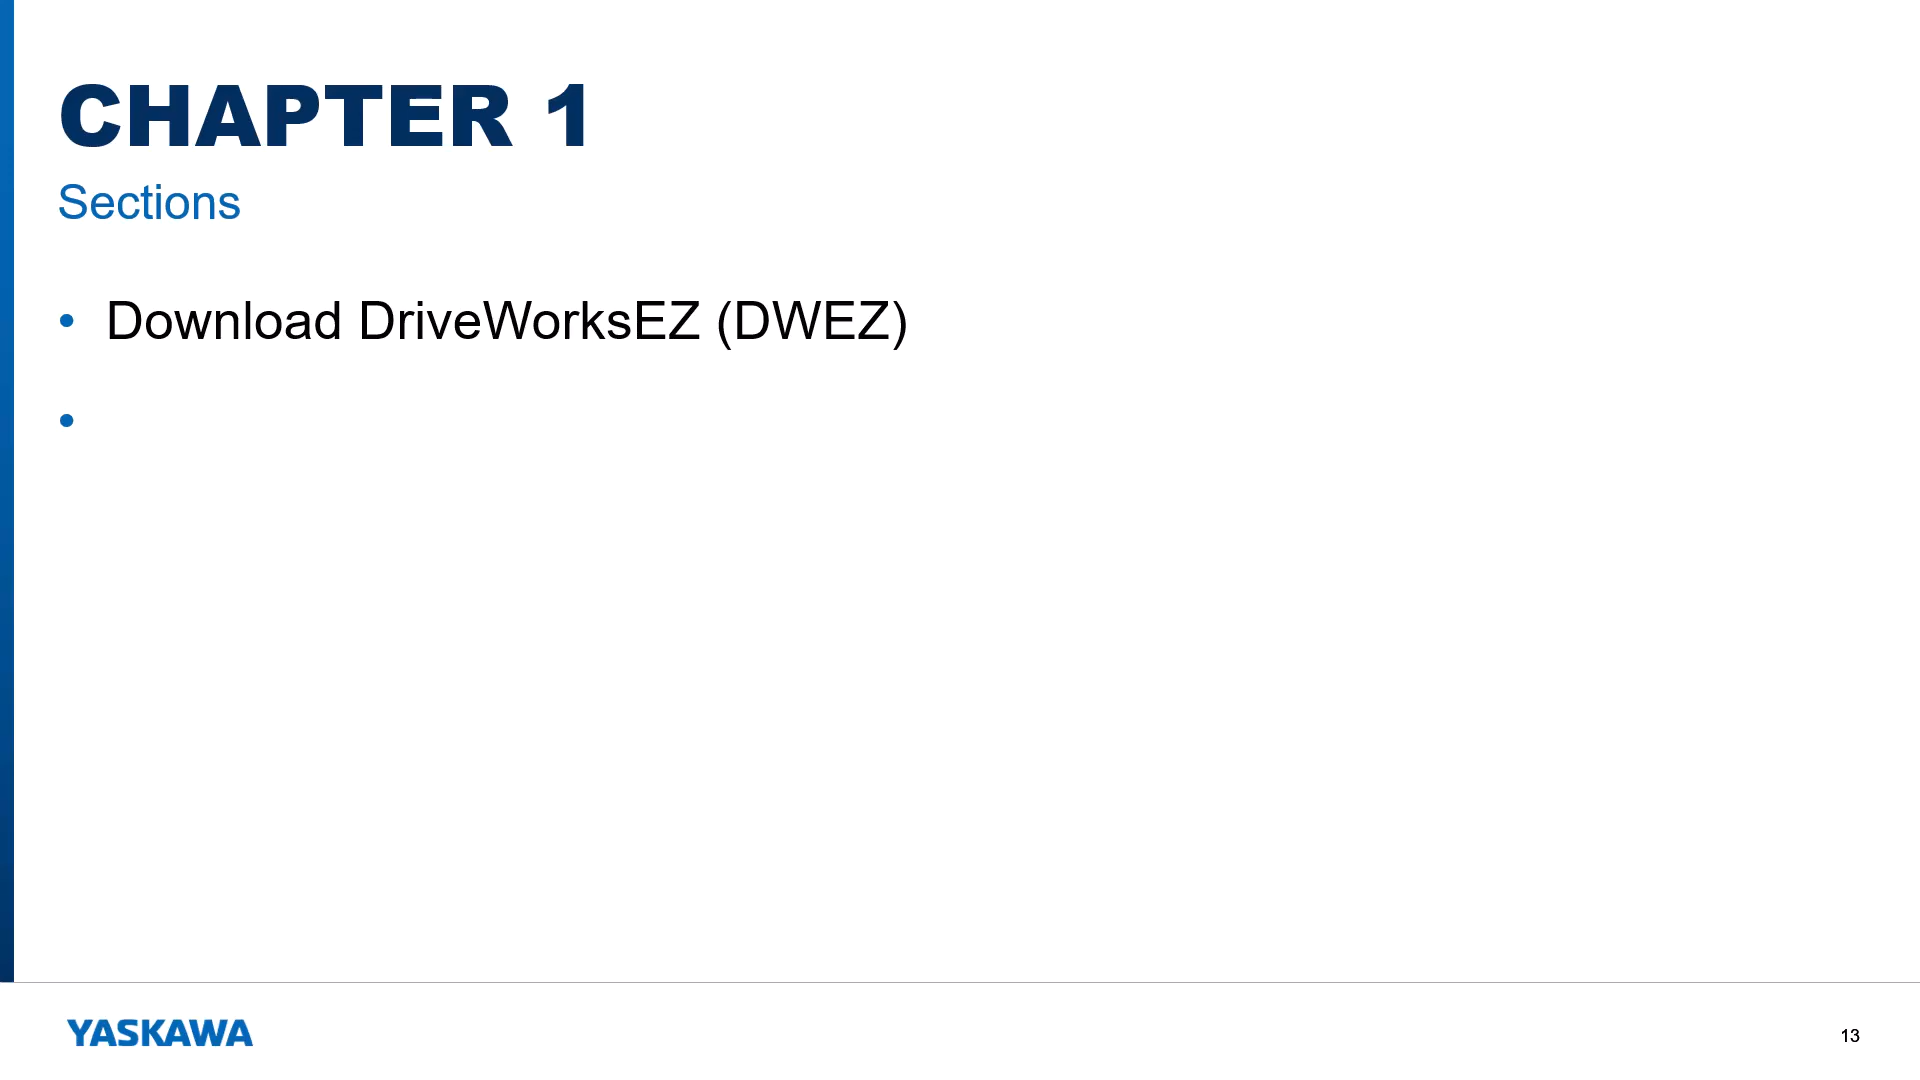 CHAPTER 1
Sections
• Download DriveWorksEZ (DWEZ)
•
YASKAWA
13